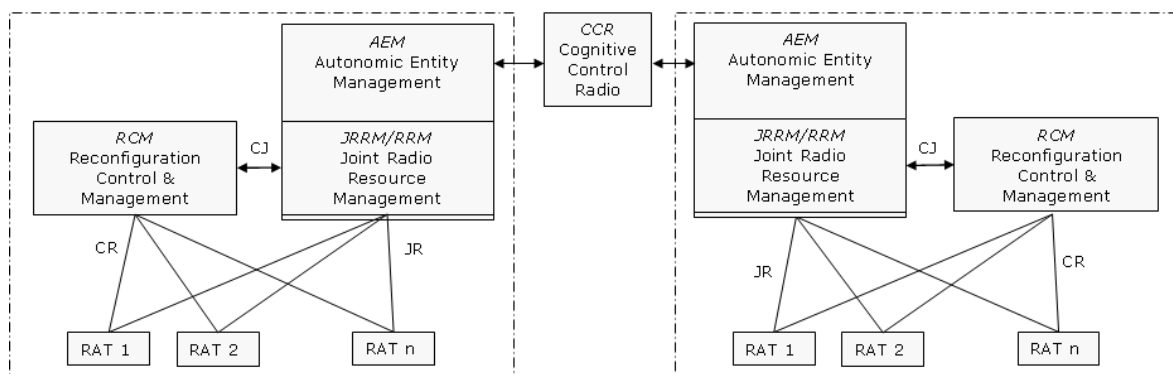 AEM
Autonomic Entity
Management
CCR
Cognitive
Control
Radio
AEM
Autonomic Entity
Management
RCM
Reconfiguration
Control &
Management
CJ
JRRM/RRM
Joint Radio
Resource
Management
JRRM/RRM
Joint Radio
Resource
Management
CJ
RCM
Reconfiguration
Control &
Management
CR
JR
JR
CR
RAT 1
RAT 2
RAT n
RAT 1
RAT 2
RAT n